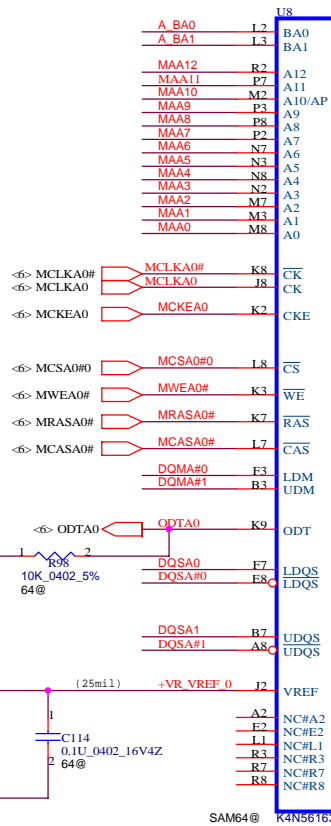 U8
A_BA0 L2 BA0
A_BA1 L3 BA1
MAA12 R2 A12
MAA11 P7 A11
MAA10 M2 A10/AP
MAA9 P3 A9
MAA8 P8 A8
MAA7 P2 A7
MAA6 N7 A6
MAA5 N3 A5
MAA4 N8 A4
MAA3 N2 A3
MAA2 M7 A2
MAA1 M3 A1
MAA0 M8 A0
<6> MCLKA0# MCLKA0# K8 CK
<6> MCLKA0 MCLKA0 J8 CK
<6> MCKEA0 MCKEA0 K2 CKE
<6> MCSA0#0 MCSA0#0 L8 CS
<6> MWEA0# MWEA0# K3 WE
<6> MRASA0# MRASA0# K7 RAS
<6> MCASA0# MCASA0# L7 CAS
DQMA#0 F3 LDM
DQMA#1 B3 UDM
<6> ODTA0 ODTA0 K9 ODT
1 2
R98
10K_0402_5%
64@
DQSA0 F7 LDQS
DQSA#0 E8 LDQS
DQSA1 B7 UDQS
DQSA#1 A8 UDQS
(25mil) +VR_VREF_0 J2 VREF
1
C114
0.1U_0402_16V4Z
2 64@
A2 NC#A2
E2 NC#E2
L1 NC#L1
R3 NC#R3
R7 NC#R7
R8 NC#R8
SAM64@ K4N5616